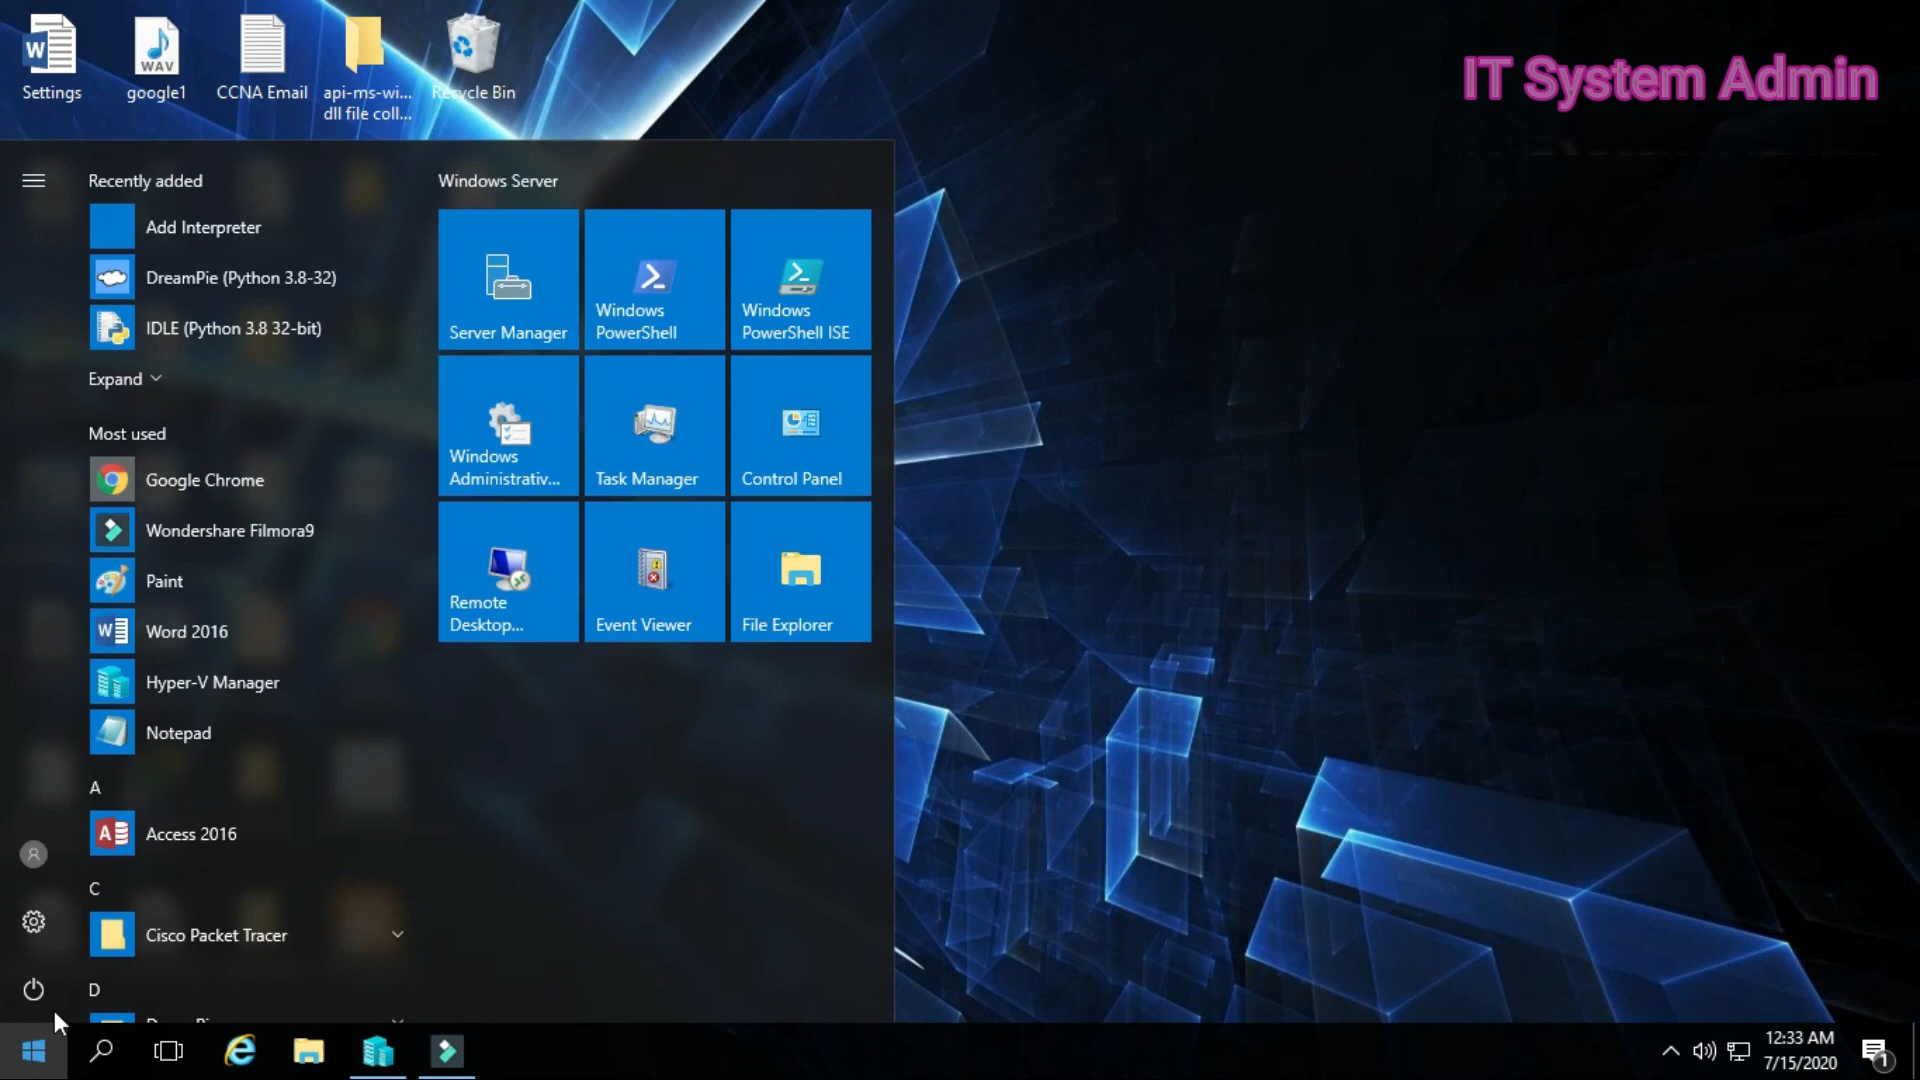 Settings
google1
CCNA Email
api-ms-wi...
dll file coll...
Recycle Bin
WAV
IT System Admin
Recently added
Add Interpreter
DreamPie (Python 3.8-32)
IDLE (Python 3.8 32-bit)
Expand
Most used
Google Chrome
Wondershare Filmora9
Paint
Word 2016
Hyper-V Manager
Notepad
A
Access 2016
C
Cisco Packet Tracer
D
Windows Server
Server Manager
Windows
PowerShell
Windows
PowerShell ISE
Windows
Administrativ...
Task Manager
Control Panel
Remote
Desktop...
Event Viewer
File Explorer
12:33 AM
7/15/2020
1